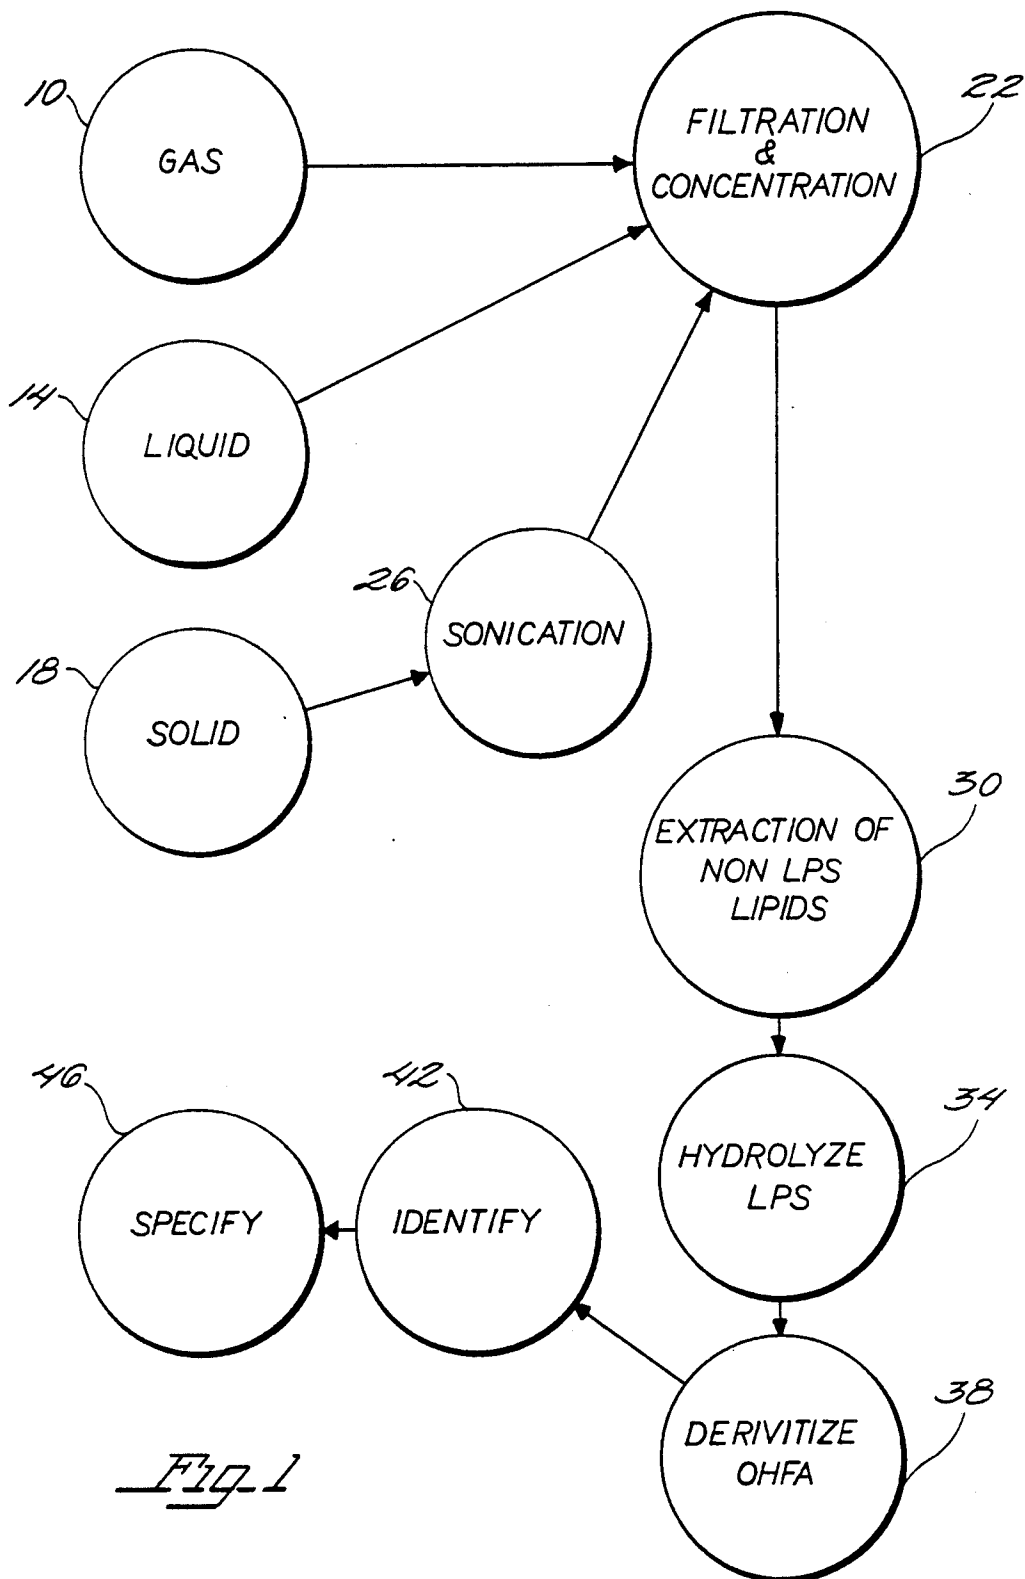 10
GAS
FILTRATION
&
CONCENTRATION
22
14
LIQUID
26
SONICATION
18
SOLID
EXTRACTION OF
NON LPS
LIPIDS
30
46
SPECIFY
42
IDENTIFY
HYDROLYZE
LPS
34
DERIVITIZE
OHFA
38
Fig. 1